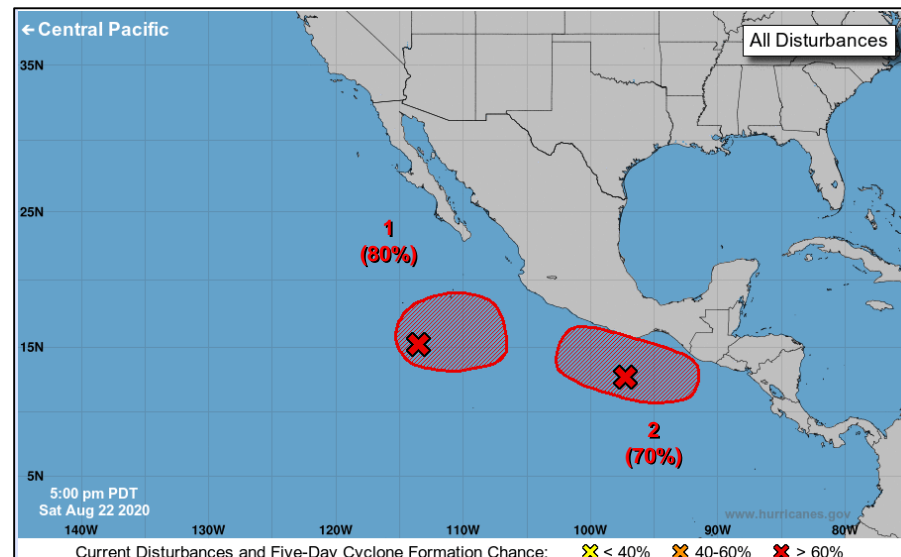 ← Central Pacific
All Disturbances
35N
25N
1
(80%)
15N
2
(70%)
5N
5:00 pm PDT
Sat Aug 22 2020
www.hurricanes.gov
140W 130W 120W 110W 100W 90W 80W
Current Disturbances and Five-Day Cyclone Formation Chance: < 40% 40-60% > 60%